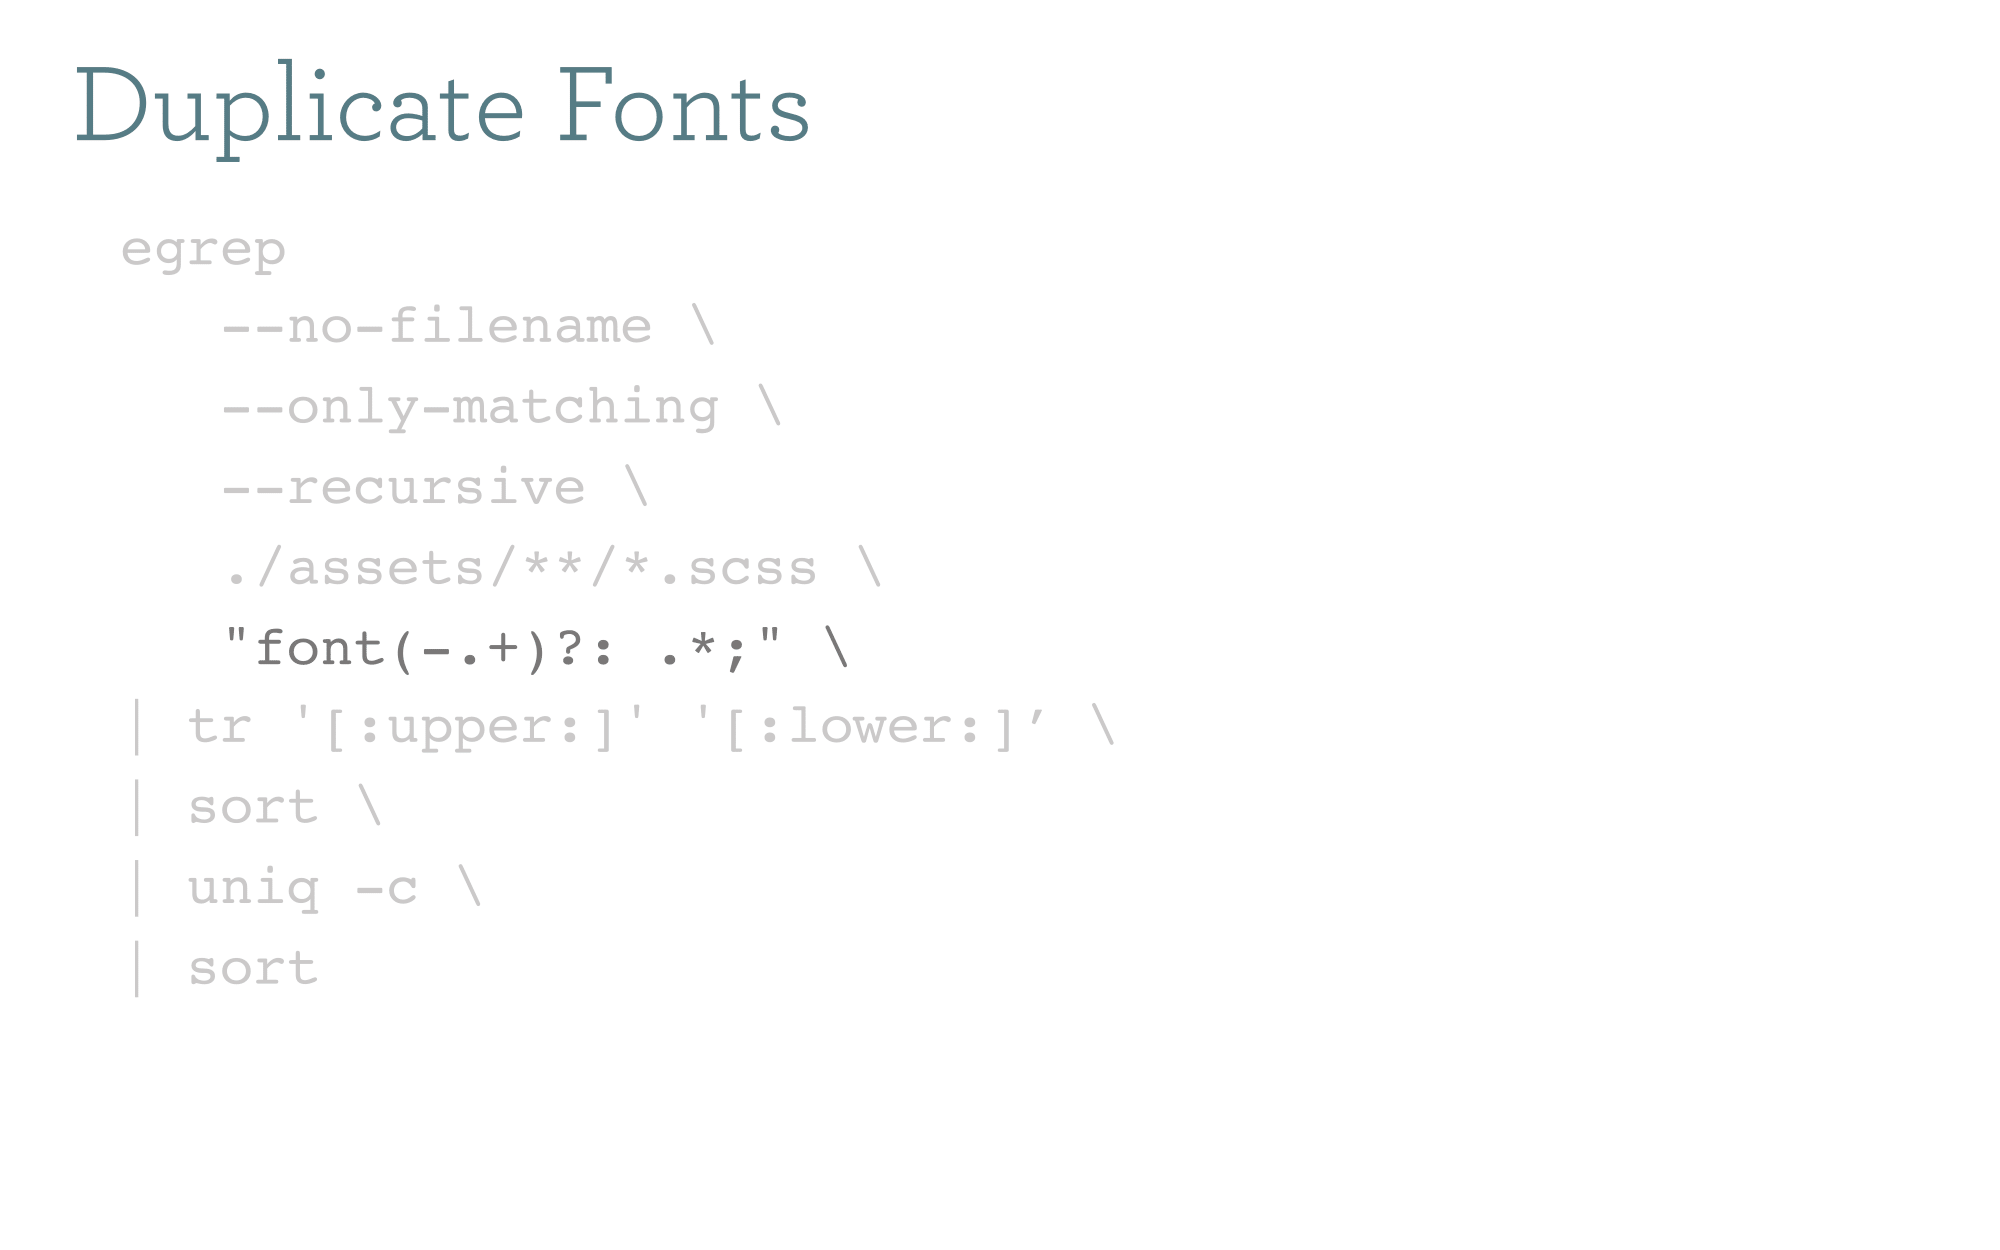 Duplicate Fonts
egrep
--no-filename \
--only-matching \
--recursive \
./assets/**/*.scss \
"font(-.+)?: .*;" \
| tr '[:upper:]' '[:lower:]’ \
| sort \
| uniq -c \
| sort